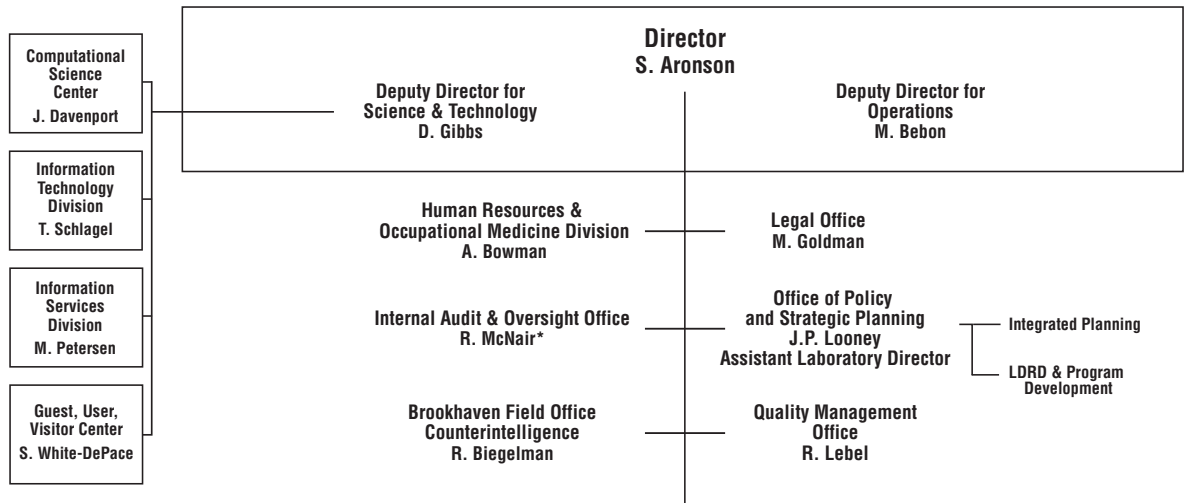 Director
S. Aronson
Deputy Director for
Science & Technology
D. Gibbs
Deputy Director for
Operations
M. Bebon
Computational
Science
Center
J. Davenport
Information
Technology
Division
T. Schlagel
Information
Services
Division
M. Petersen
Guest, User,
Visitor Center
S. White-DePace
Human Resources &
Occupational Medicine Division
A. Bowman
Legal Office
M. Goldman
Internal Audit & Oversight Office
R. McNair*
Office of Policy
and Strategic Planning
J.P. Looney
Assistant Laboratory Director
Integrated Planning
LDRD & Program
Development
Brookhaven Field Office
Counterintelligence
R. Biegelman
Quality Management
Office
R. Lebel